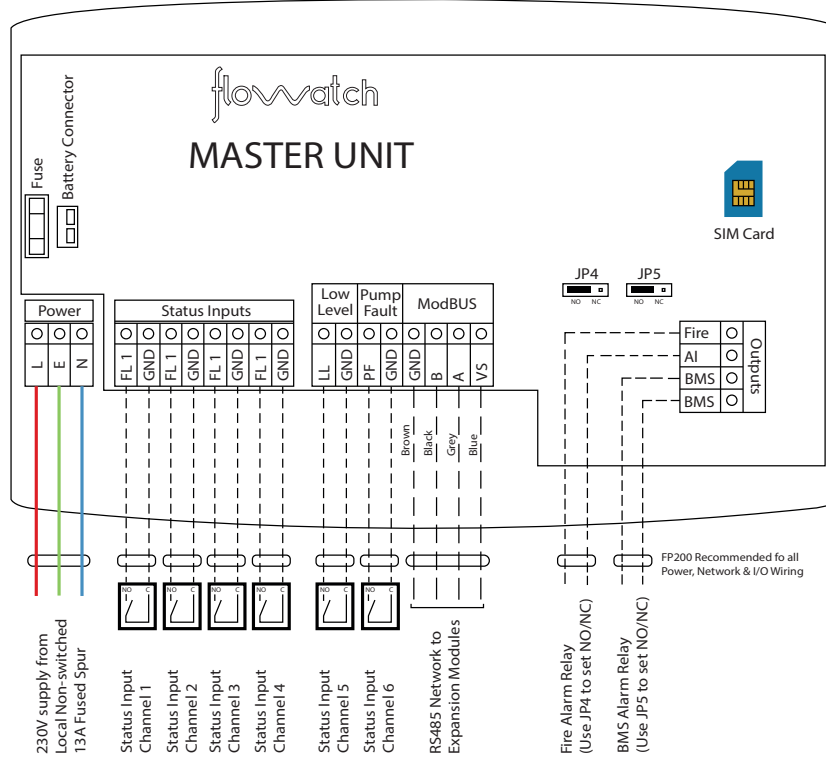 flowatch
MASTER UNIT
Fuse
Battery Connector
SIM Card
JP4
JP5
NO NC
NO NC
Power
Status Inputs
Low Level
Pump Fault
ModBUS
L
E
N
FL 1
GND
FL 1
GND
FL 1
GND
FL 1
GND
LL
GND
PF
GND
GND
B
A
VS
Fire
AI
BMS
BMS
Outputs
Brown
Black
Grey
Blue
FP200 Recommended fo all
Power, Network & I/O Wiring
NO C
NO C
NO C
NO C
NO C
NO C
230V supply from
Local Non-switched
13A Fused Spur
Status Input
Channel 1
Status Input
Channel 2
Status Input
Channel 3
Status Input
Channel 4
Status Input
Channel 5
Status Input
Channel 6
RS485 Network to
Expansion Modules
Fire Alarm Relay
(Use JP4 to set NO/NC)
BMS Alarm Relay
(Use JP5 to set NO/NC)